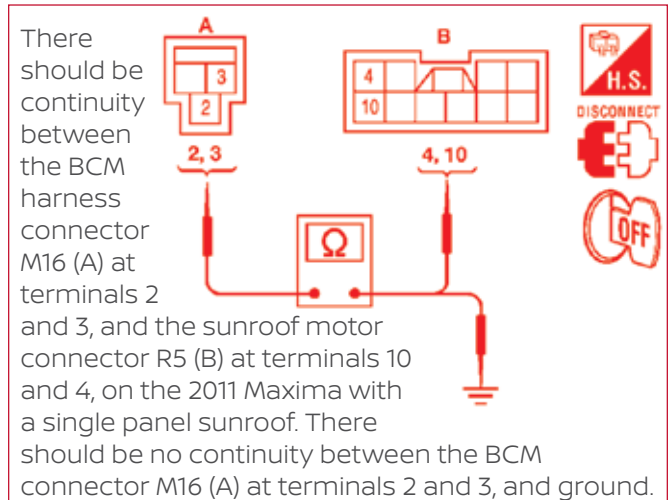 There
should be
continuity
between
the BCM
harness
connector
M16 (A) at
terminals 2
and 3, and the sunroof motor
connector R5 (B) at terminals 10
and 4, on the 2011 Maxima with
a single panel sunroof. There
should be no continuity between the BCM
connector M16 (A) at terminals 2 and 3, and ground.
A
3
2
2, 3
B
4
10
4, 10
Ω
H.S.
DISCONNECT
OFF